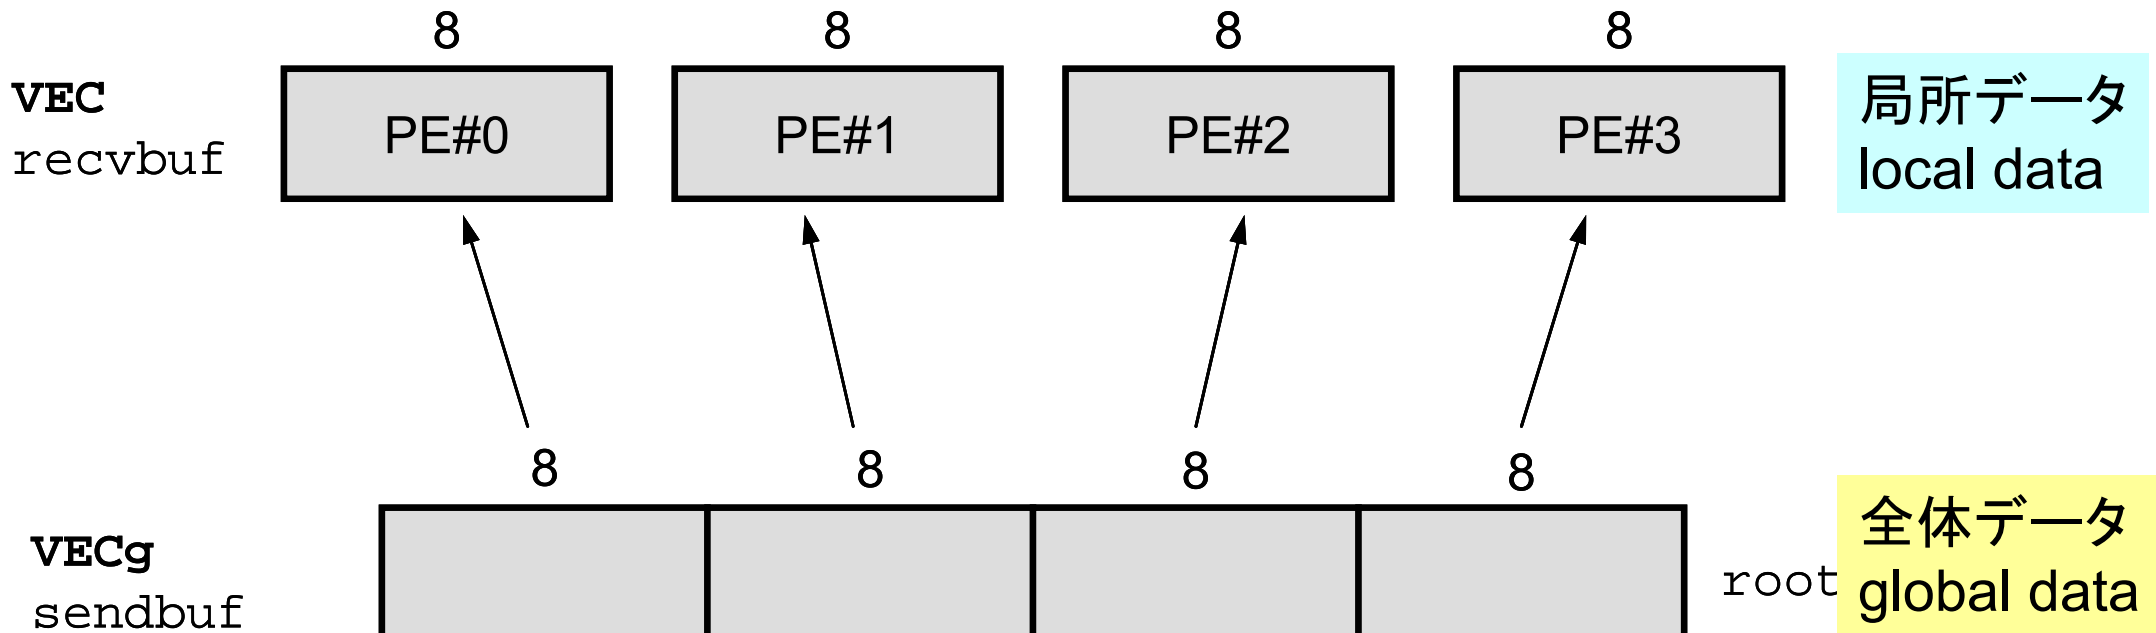 8 8 8 8
VEC
recvbuf
PE#0 PE#1 PE#2 PE#3
局所データ
local data
8 8 8 8
VECg
sendbuf
root
全体データ
global data